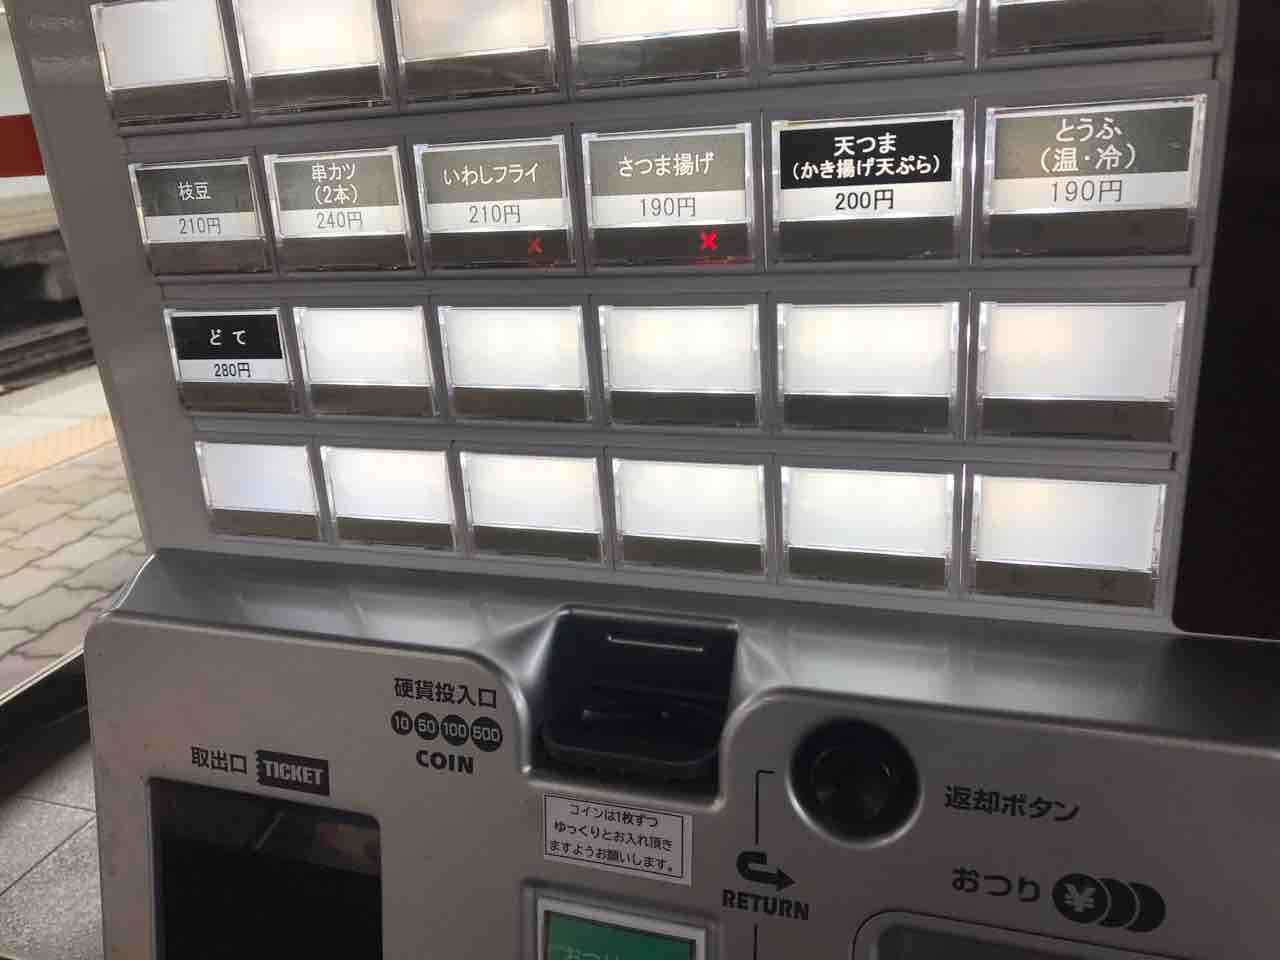 枝豆
210円
串カツ
(2本)
240円
いわしフライ
210円
×
さつま揚げ
190円
×
天つま
(かき揚げ天ぷら)
200円
とうふ
(温・冷)
190円
どて
280円
硬貨投入口
10 50 100 500
COIN
取出口 TICKET
コインは1枚ずつ
ゆっくりとお入れ頂き
ますようお願いします。
返却ボタン
RETURN
おつり ¥